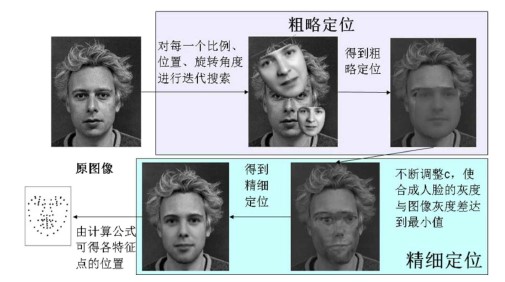 粗略定位
对每一个比例、
位置、旋转角度
进行迭代搜索
得到粗
略定位
原图像
得到
精细
定位
不断调整c，使
合成人脸的灰度
与图像灰度差达
到最小值
由计算公式
可得各特征
点的位置
精细定位